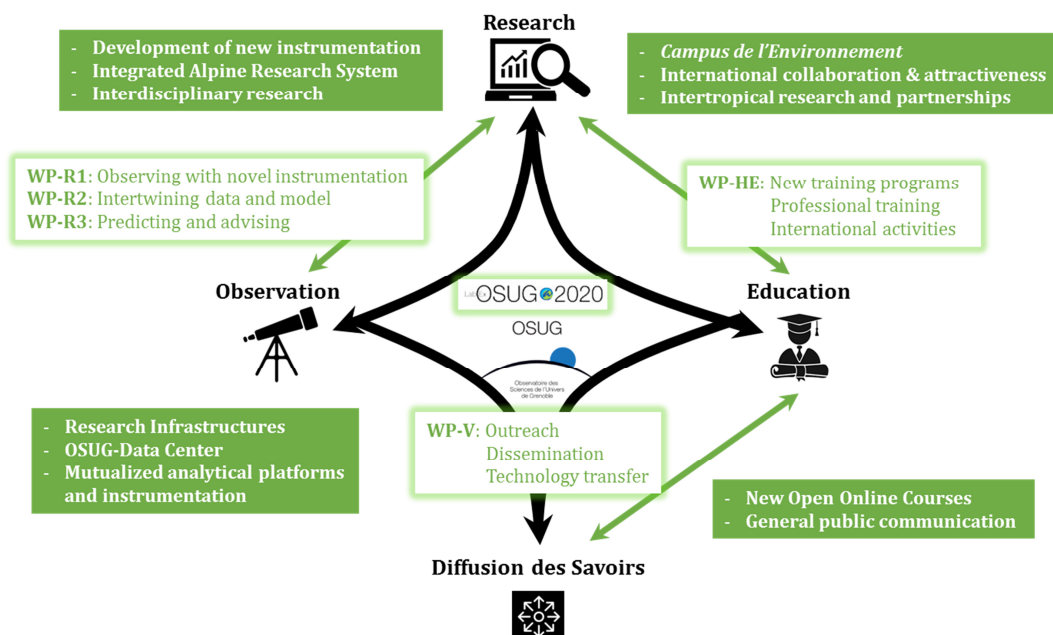 Research
- Development of new instrumentation
- Integrated Alpine Research System
- Interdisciplinary research
- Campus de l'Environement
- International collaboration & attractiveness
- Intertropical research and partnerships
WP-R1: Observing with novel instrumentation
WP-R2: Intertwining data and model
WP-R3: Predicting and advising
WP-HE: New training programs
Professional training
International activities
Observation
LabEx OSUG@2020
Education
OSUG
Observatoire des
Sciences de l'Univers
de Grenoble
- Research Infrastructures
- OSUG-Data Center
- Mutualized analytical platforms
and instrumentation
WP-V: Outreach
Dissemination
Technology transfer
- New Open Online Courses
- General public communication
Diffusion des Savoirs